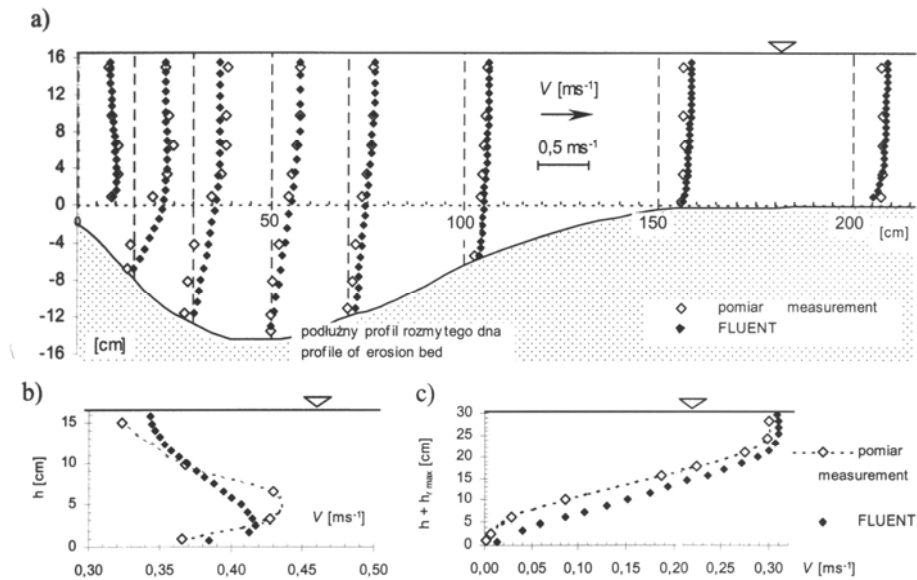 a)
16
12
8
4
0
-4
-8
-12
-16
V [ms⁻¹]
0,5 ms⁻¹
0 50 100 150 200
[cm]
[cm]
pomiar measurement
FLUENT
podłużny profil rozmytego dna
profile of erosion bed
b)
15
10
5
0
h [cm]
V [ms⁻¹]
0,30 0,35 0,40 0,45 0,50
c)
30
25
20
15
10
5
0
h + hr max [cm]
0,00 0,05 0,10 0,15 0,20 0,25 0,30
V [ms⁻¹]
pomiar
measurement
FLUENT